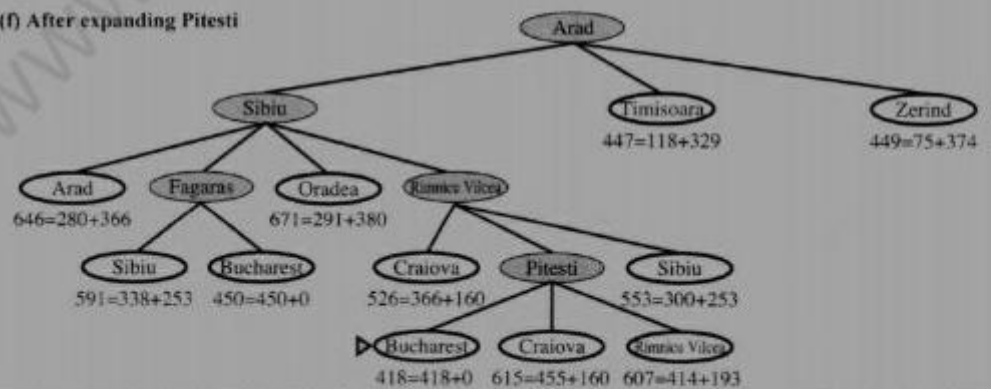 (f) After expanding Pitesti
Arad
Sibiu Timisoara Zerind
447=118+329 449=75+374
Arad Fagaras Oradea Rimnicu Vilcea
646=280+366 671=291+380
Sibiu Bucharest Craiova Pitesti Sibiu
591=338+253 450=450+0 526=366+160 553=300+253
Bucharest Craiova Rimnicu Vilcea
418=418+0 615=455+160 607=414+193